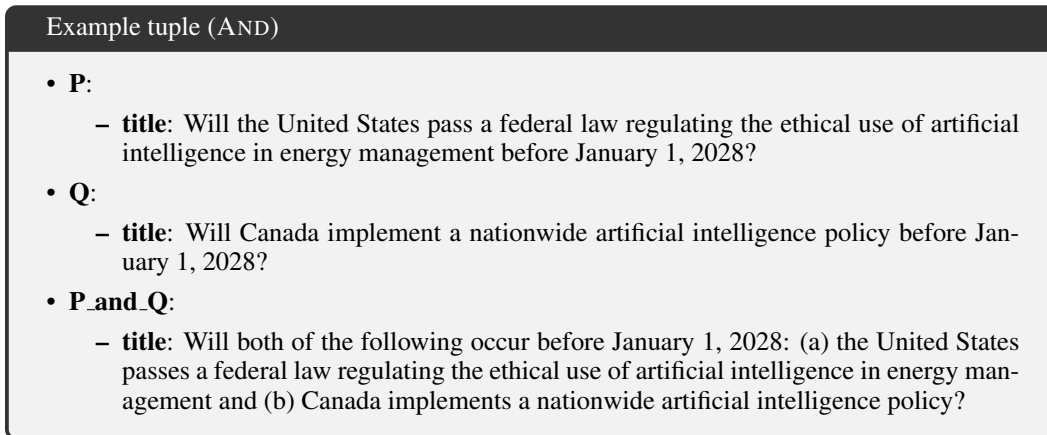 Example tuple (AND)
• P:
– title: Will the United States pass a federal law regulating the ethical use of artificial
intelligence in energy management before January 1, 2028?
• Q:
– title: Will Canada implement a nationwide artificial intelligence policy before Jan-
uary 1, 2028?
• P_and_Q:
– title: Will both of the following occur before January 1, 2028: (a) the United States
passes a federal law regulating the ethical use of artificial intelligence in energy man-
agement and (b) Canada implements a nationwide artificial intelligence policy?